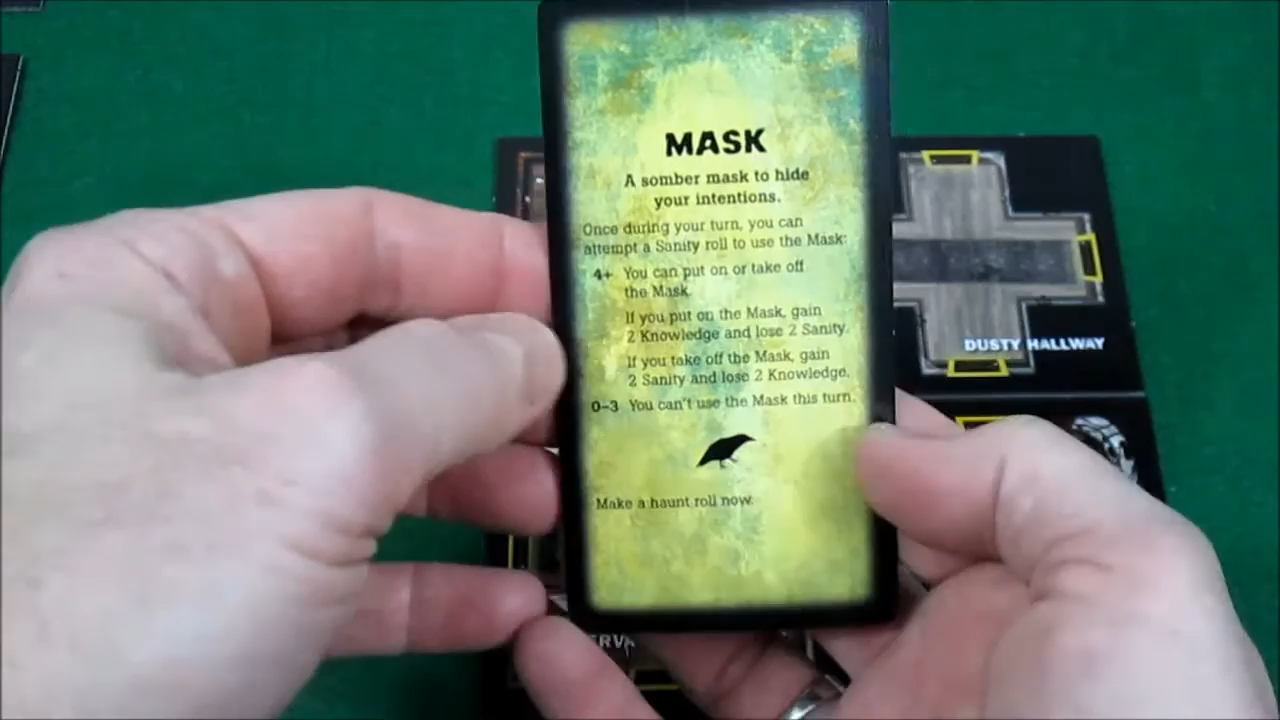 MASK
A somber mask to hide
your intentions.
Once during your turn, you can
attempt a Sanity roll to use the Mask:
4+ You can put on or take off
the Mask.
If you put on the Mask, gain
2 Knowledge and lose 2 Sanity.
If you take off the Mask, gain
2 Sanity and lose 2 Knowledge.
0-3 You can't use the Mask this turn.
Make a haunt roll now.
DUSTY HALLWAY